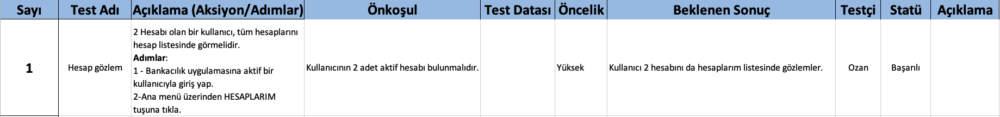 Sayı Test Adı Açıklama (Aksiyon/Adımlar) Önkoşul Test Datası Öncelik Beklenen Sonuç Testçi Statü Açıklama
1
Hesap gözlem
2 Hesabı olan bir kullanıcı, tüm hesaplarını
hesap listesinde görmelidir.
Adımlar:
1 - Bankacılık uygulamasına aktif bir
kullanıcıyla giriş yap.
2-Ana menü üzerinden HESAPLARIM
tuşuna tıkla.
Kullanıcının 2 adet aktif hesabı bulunmalıdır.
Yüksek
Kullanıcı 2 hesabını da hesaplarım listesinde gözlemler.
Ozan
Başarılı